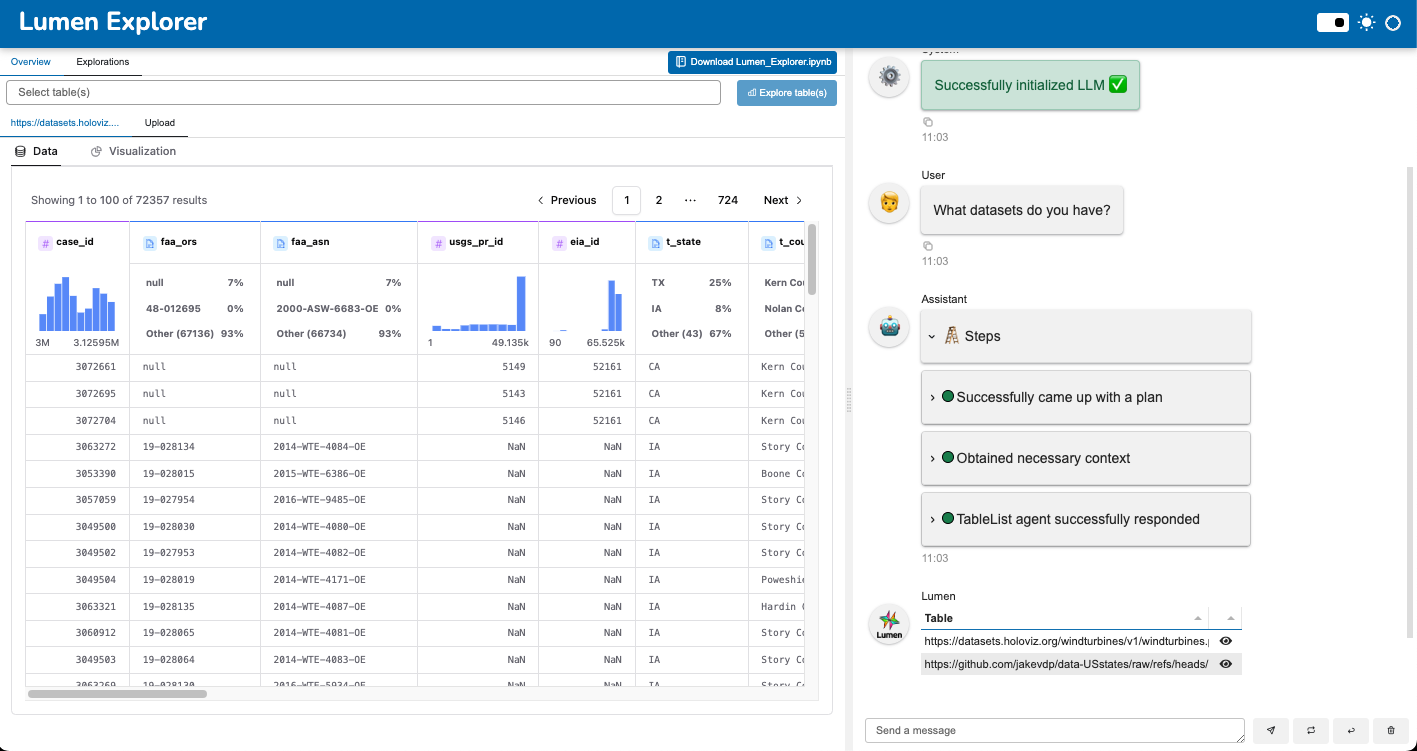 Lumen Explorer
Overview Explorations
Download Lumen_Explorer.ipynb
Select table(s)
Explore table(s)
https://datasets.holoviz.... Upload
Data Visualization
Showing 1 to 100 of 72357 results
Previous 1 2 ... 724 Next
# case_id faa_ors faa_asn # usgs_pr_id # eia_id t_state t_cou
null 7% null 7% TX 25% Kern Co
48-012695 0% 2000-ASW-6683-OE 0% IA 8% Nolan Co
Other (67136) 93% Other (66734) 93% Other (43) 67% Other (5
3M 3.12595M 1 49.135k 90 65.525k
3072661 null null 5149 52161 CA Kern Cou
3072695 null null 5143 52161 CA Kern Cou
3072704 null null 5146 52161 CA Kern Cou
3063272 19-028134 2014-WTE-4084-OE NaN NaN IA Story Co
3053390 19-028015 2015-WTE-6386-OE NaN NaN IA Boone Co
3057059 19-027954 2016-WTE-9485-OE NaN NaN IA Story Co
3049500 19-028030 2014-WTE-4080-OE NaN NaN IA Story Co
3049502 19-027953 2014-WTE-4082-OE NaN NaN IA Story Co
3049504 19-028019 2014-WTE-4171-OE NaN NaN IA Poweshie
3063321 19-028135 2014-WTE-4087-OE NaN NaN IA Hardin C
3060912 19-028065 2014-WTE-4081-OE NaN NaN IA Story Co
3049503 19-028064 2014-WTE-4083-OE NaN NaN IA Story Co
3063269 19-028130 2016-WTE-5934-OE NaN NaN IA Story Co
System
Successfully initialized LLM ✅
11:03
User
What datasets do you have?
11:03
Assistant
🪜 Steps
Successfully came up with a plan
Obtained necessary context
TableList agent successfully responded
11:03
Lumen
Lumen
Table
https://datasets.holoviz.org/windturbines/v1/windturbines.
https://github.com/jakevdp/data-USstates/raw/refs/heads/
Send a message